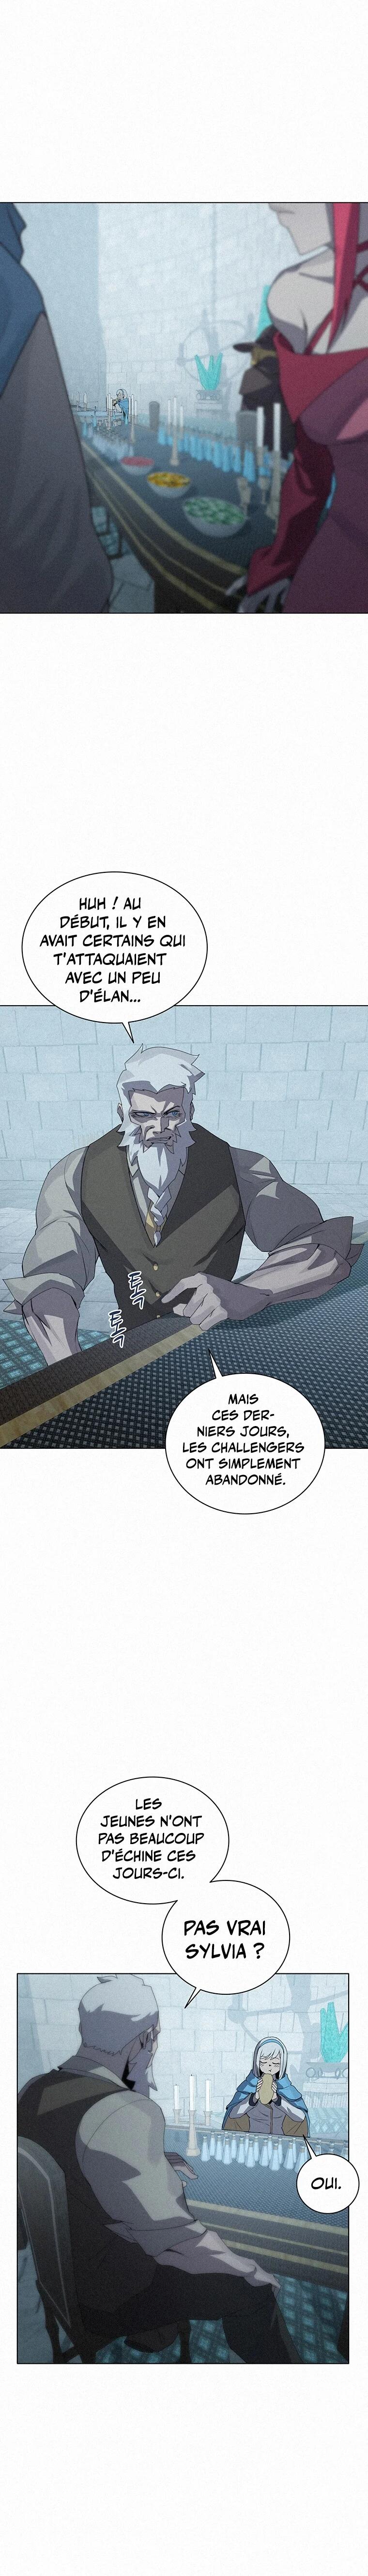 HUH ! AU
DÉBUT, IL Y EN
AVAIT CERTAINS QUI
T'ATTAQUAIENT
AVEC UN PEU
D'ÉLAN...
MAIS
CES DER-
NIERS JOURS,
LES CHALLENGERS
ONT SIMPLEMENT
ABANDONNÉ.
LES
JEUNES N'ONT
PAS BEAUCOUP
D'ÉCHINE CES
JOURS-CI.
PAS VRAI
SYLVIA ?
OUI.